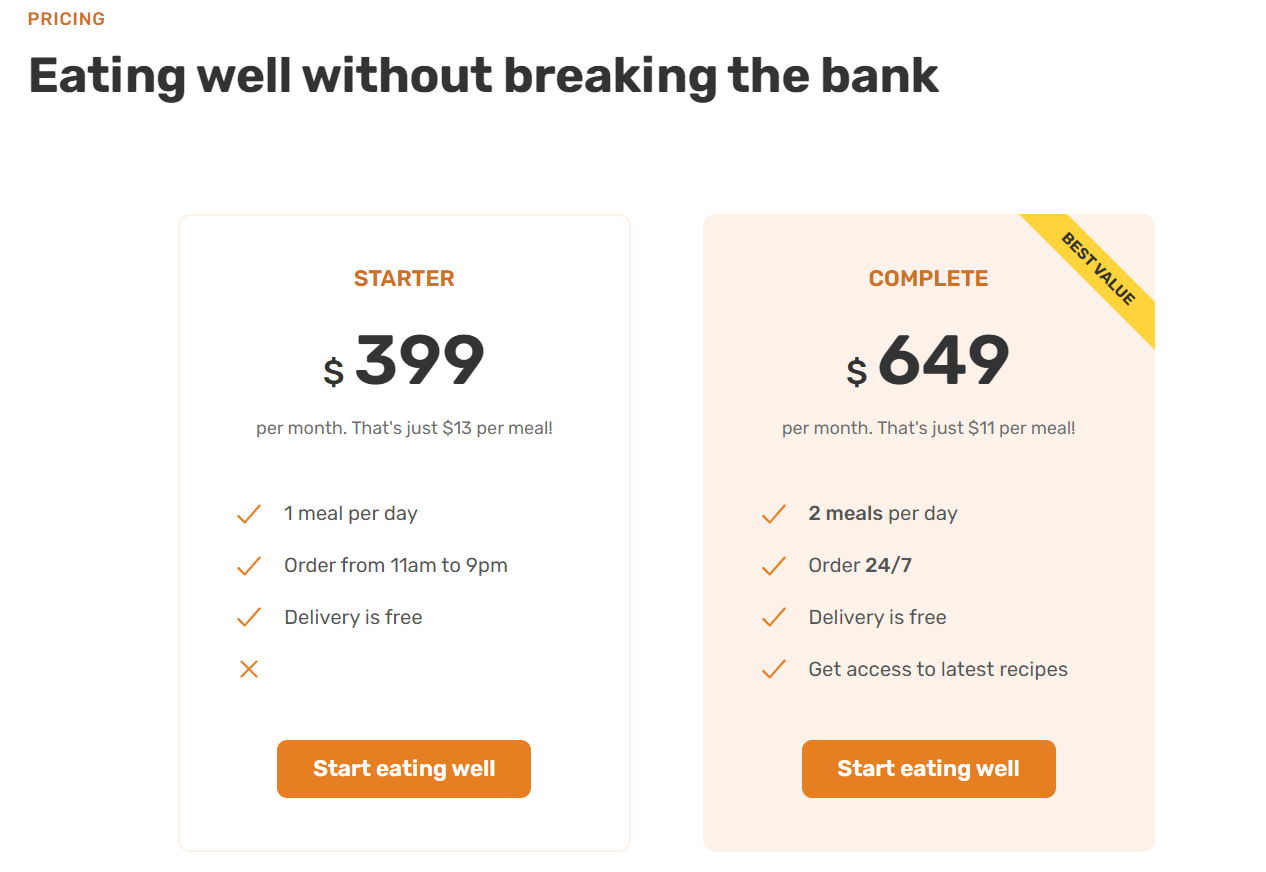 PRICING
Eating well without breaking the bank
STARTER
$ 399
per month. That's just $13 per meal!
1 meal per day
Order from 11am to 9pm
Delivery is free
Start eating well
BEST VALUE
COMPLETE
$ 649
per month. That's just $11 per meal!
2 meals per day
Order 24/7
Delivery is free
Get access to latest recipes
Start eating well